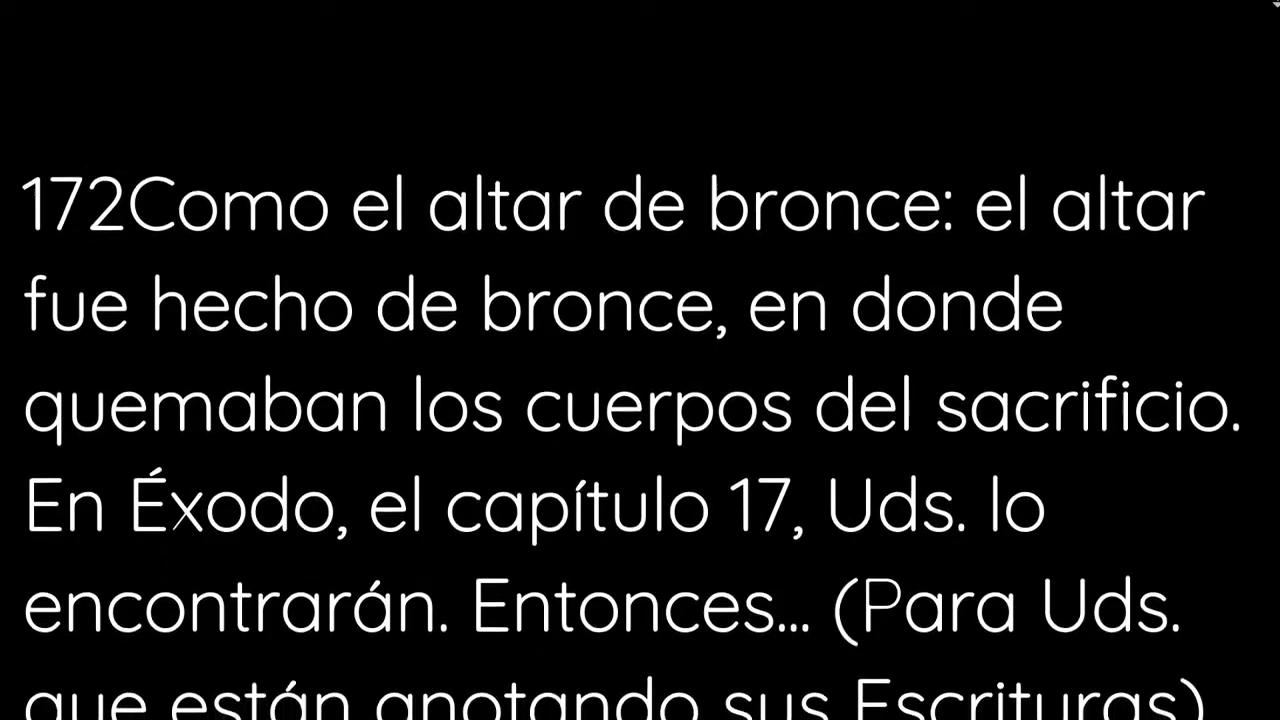 172Como el altar de bronce: el altar
fue hecho de bronce, en donde
quemaban los cuerpos del sacrificio.
En Éxodo, el capítulo 17, Uds. lo
encontrarán. Entonces... (Para Uds.
que están anotando sus Escrituras)